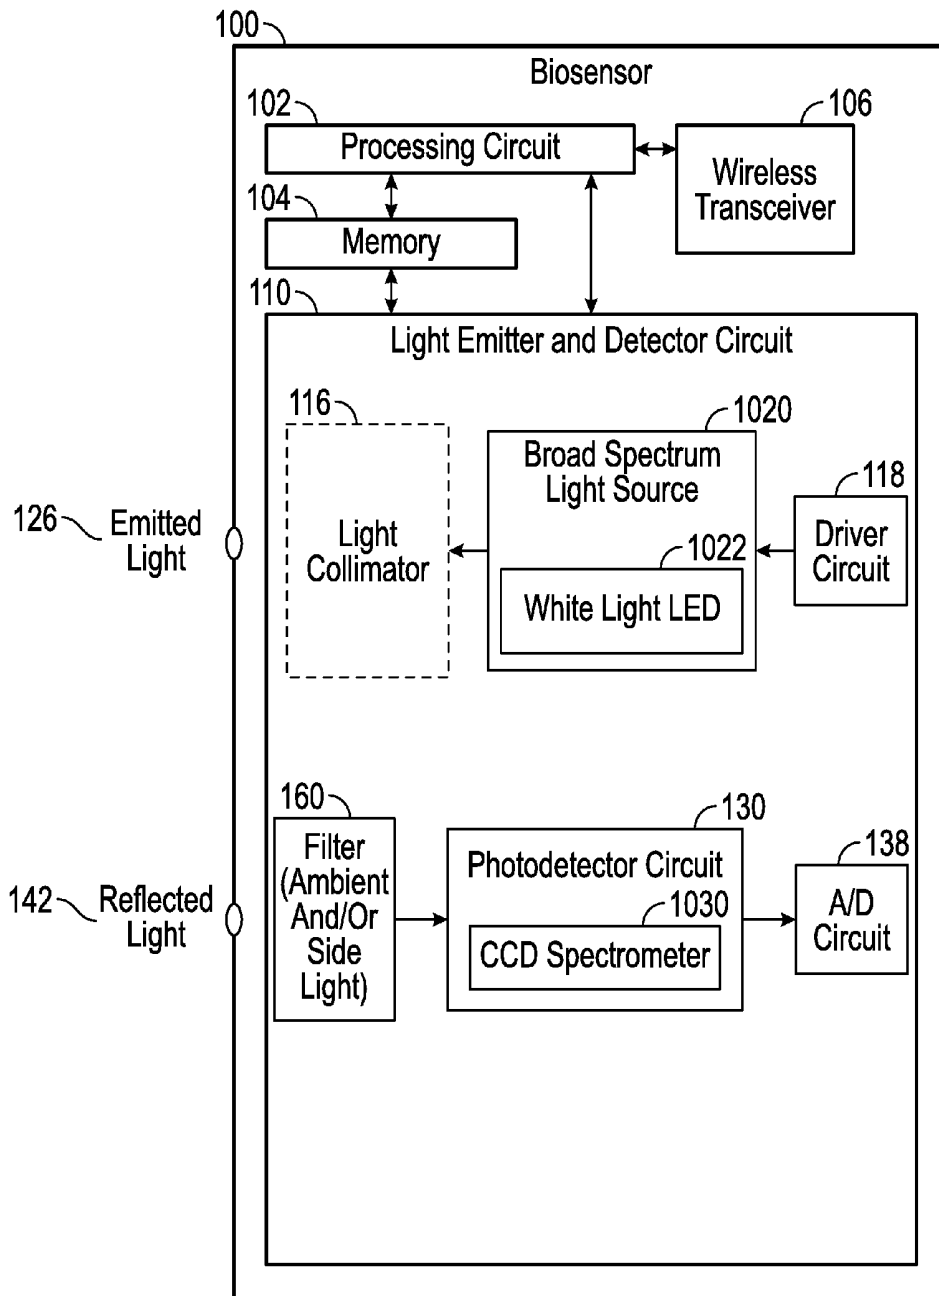 100
Biosensor
102
Processing Circuit
106
Wireless
Transceiver
104
Memory
110
Light Emitter and Detector Circuit
116
Light
Collimator
1020
Broad Spectrum
Light Source
1022
White Light LED
118
Driver
Circuit
126
Emitted
Light
160
Filter
(Ambient
And/Or
Side
Light)
130
Photodetector Circuit
1030
CCD Spectrometer
138
A/D
Circuit
142
Reflected
Light